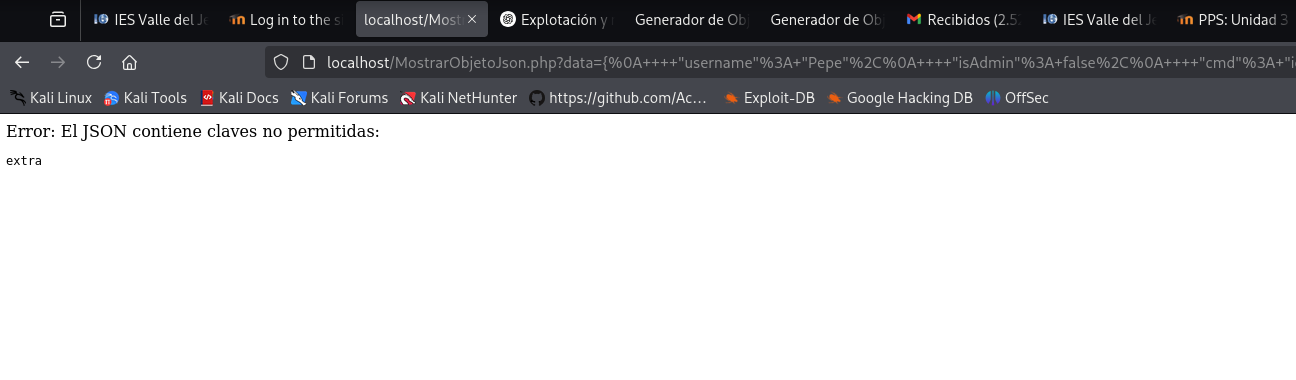 IES Valle del Je
Log in to the s
localhost/Most
Explotación y
Generador de Obj
Generador de Obj
Recibidos (2.52
IES Valle del Je
PPS: Unidad 3
localhost/MostrarObjetoJson.php?data={%0A++++"username"%3A+"Pepe"%2C%0A++++"isAdmin"%3A+false%2C%0A++++"cmd"%3A+"i
Kali Linux
Kali Tools
Kali Docs
Kali Forums
Kali NetHunter
https://github.com/Ac...
Exploit-DB
Google Hacking DB
OffSec
Error: El JSON contiene claves no permitidas:
extra